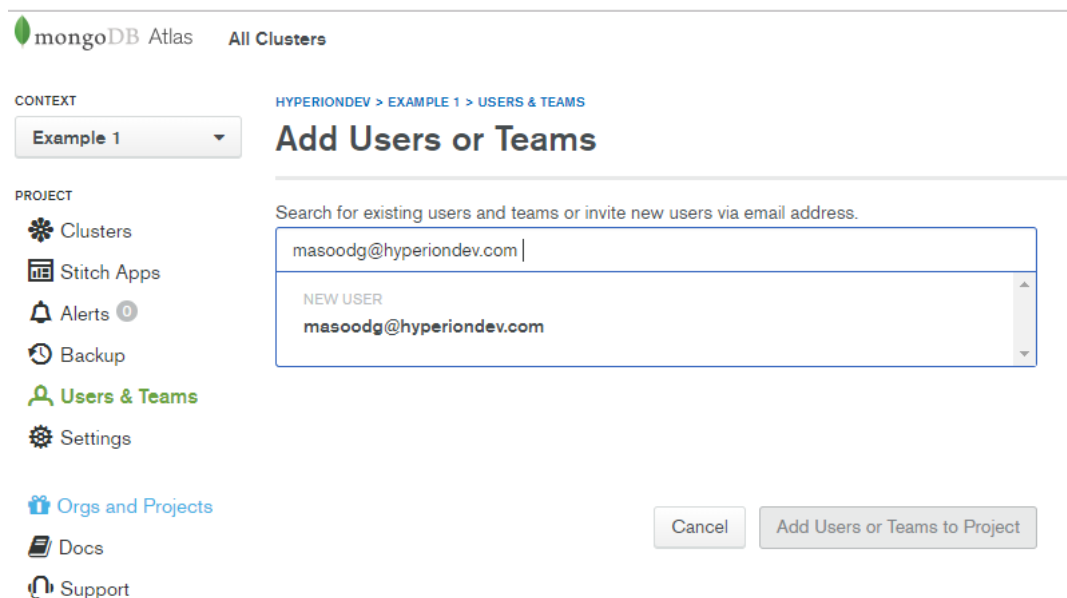 mongoDB Atlas
All Clusters
CONTEXT
Example 1
PROJECT
Clusters
Stitch Apps
Alerts 0
Backup
Users & Teams
Settings
Orgs and Projects
Docs
Support
HYPERIONDEV > EXAMPLE 1 > USERS & TEAMS
Add Users or Teams
Search for existing users and teams or invite new users via email address.
masoodg@hyperiondev.com
NEW USER
masoodg@hyperiondev.com
Cancel
Add Users or Teams to Project